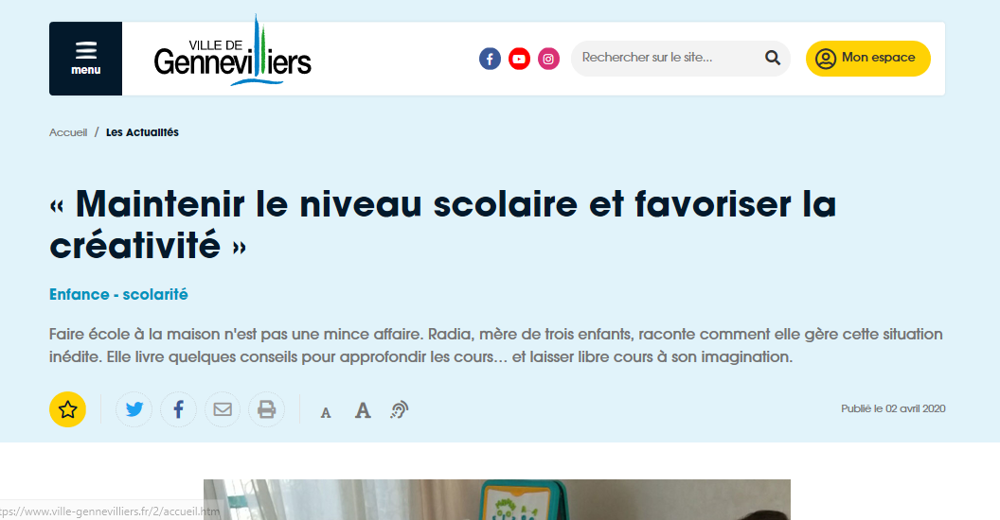 menu
VILLE DE
Gennevilliers
Rechercher sur le site...
Mon espace
Accueil / Les Actualités
« Maintenir le niveau scolaire et favoriser la
créativité »
Enfance - scolarité
Faire école à la maison n'est pas une mince affaire. Radia, mère de trois enfants, raconte comment elle gère cette situation
inédite. Elle livre quelques conseils pour approfondir les cours... et laisser libre cours à son imagination.
A A
Publié le 02 avril 2020
tps://www.ville-gennevilliers.fr/2/accueil.htm